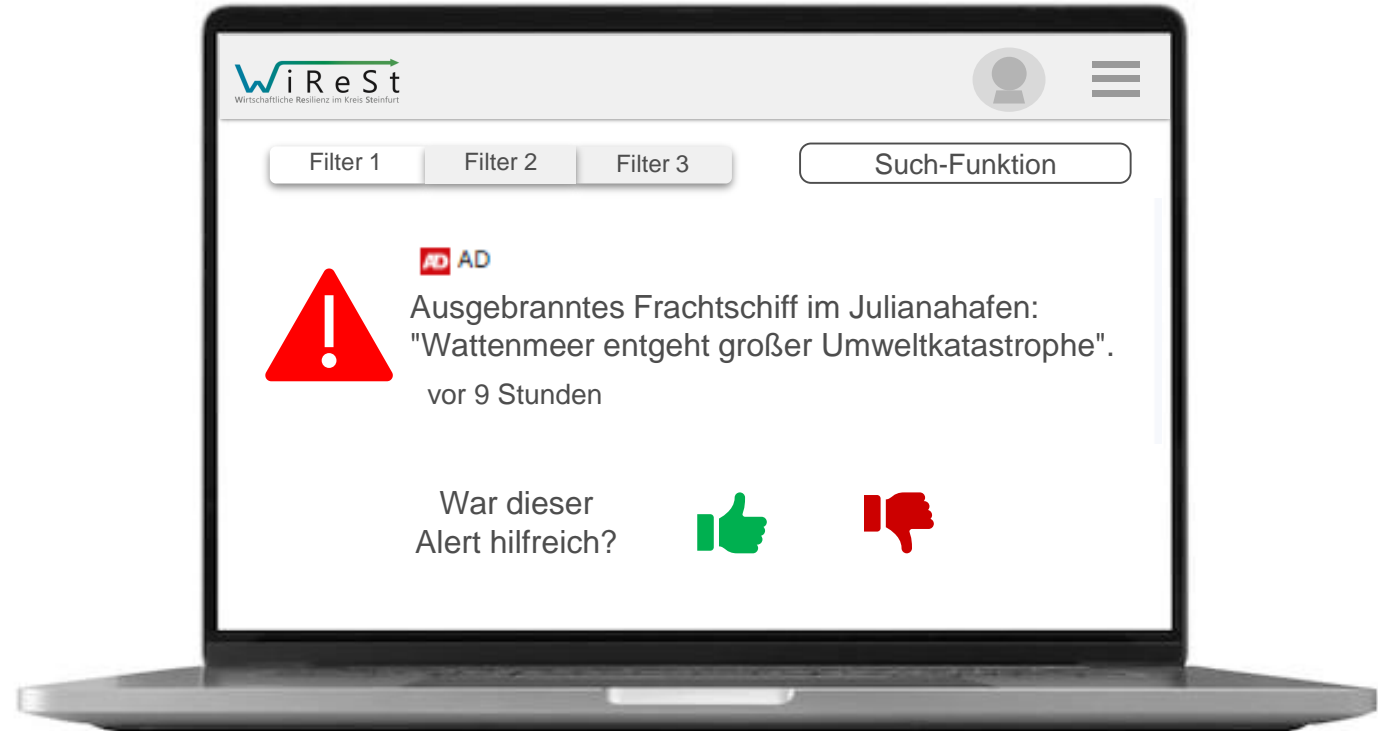 WiReSt
Wirtschaftliche Resilienz im Kreis Steinfurt
Filter 1
Filter 2
Filter 3
Such-Funktion
AD AD
Ausgebranntes Frachtschiff im Julianahafen:
"Wattenmeer entgeht großer Umweltkatastrophe".
vor 9 Stunden
War dieser
Alert hilfreich?